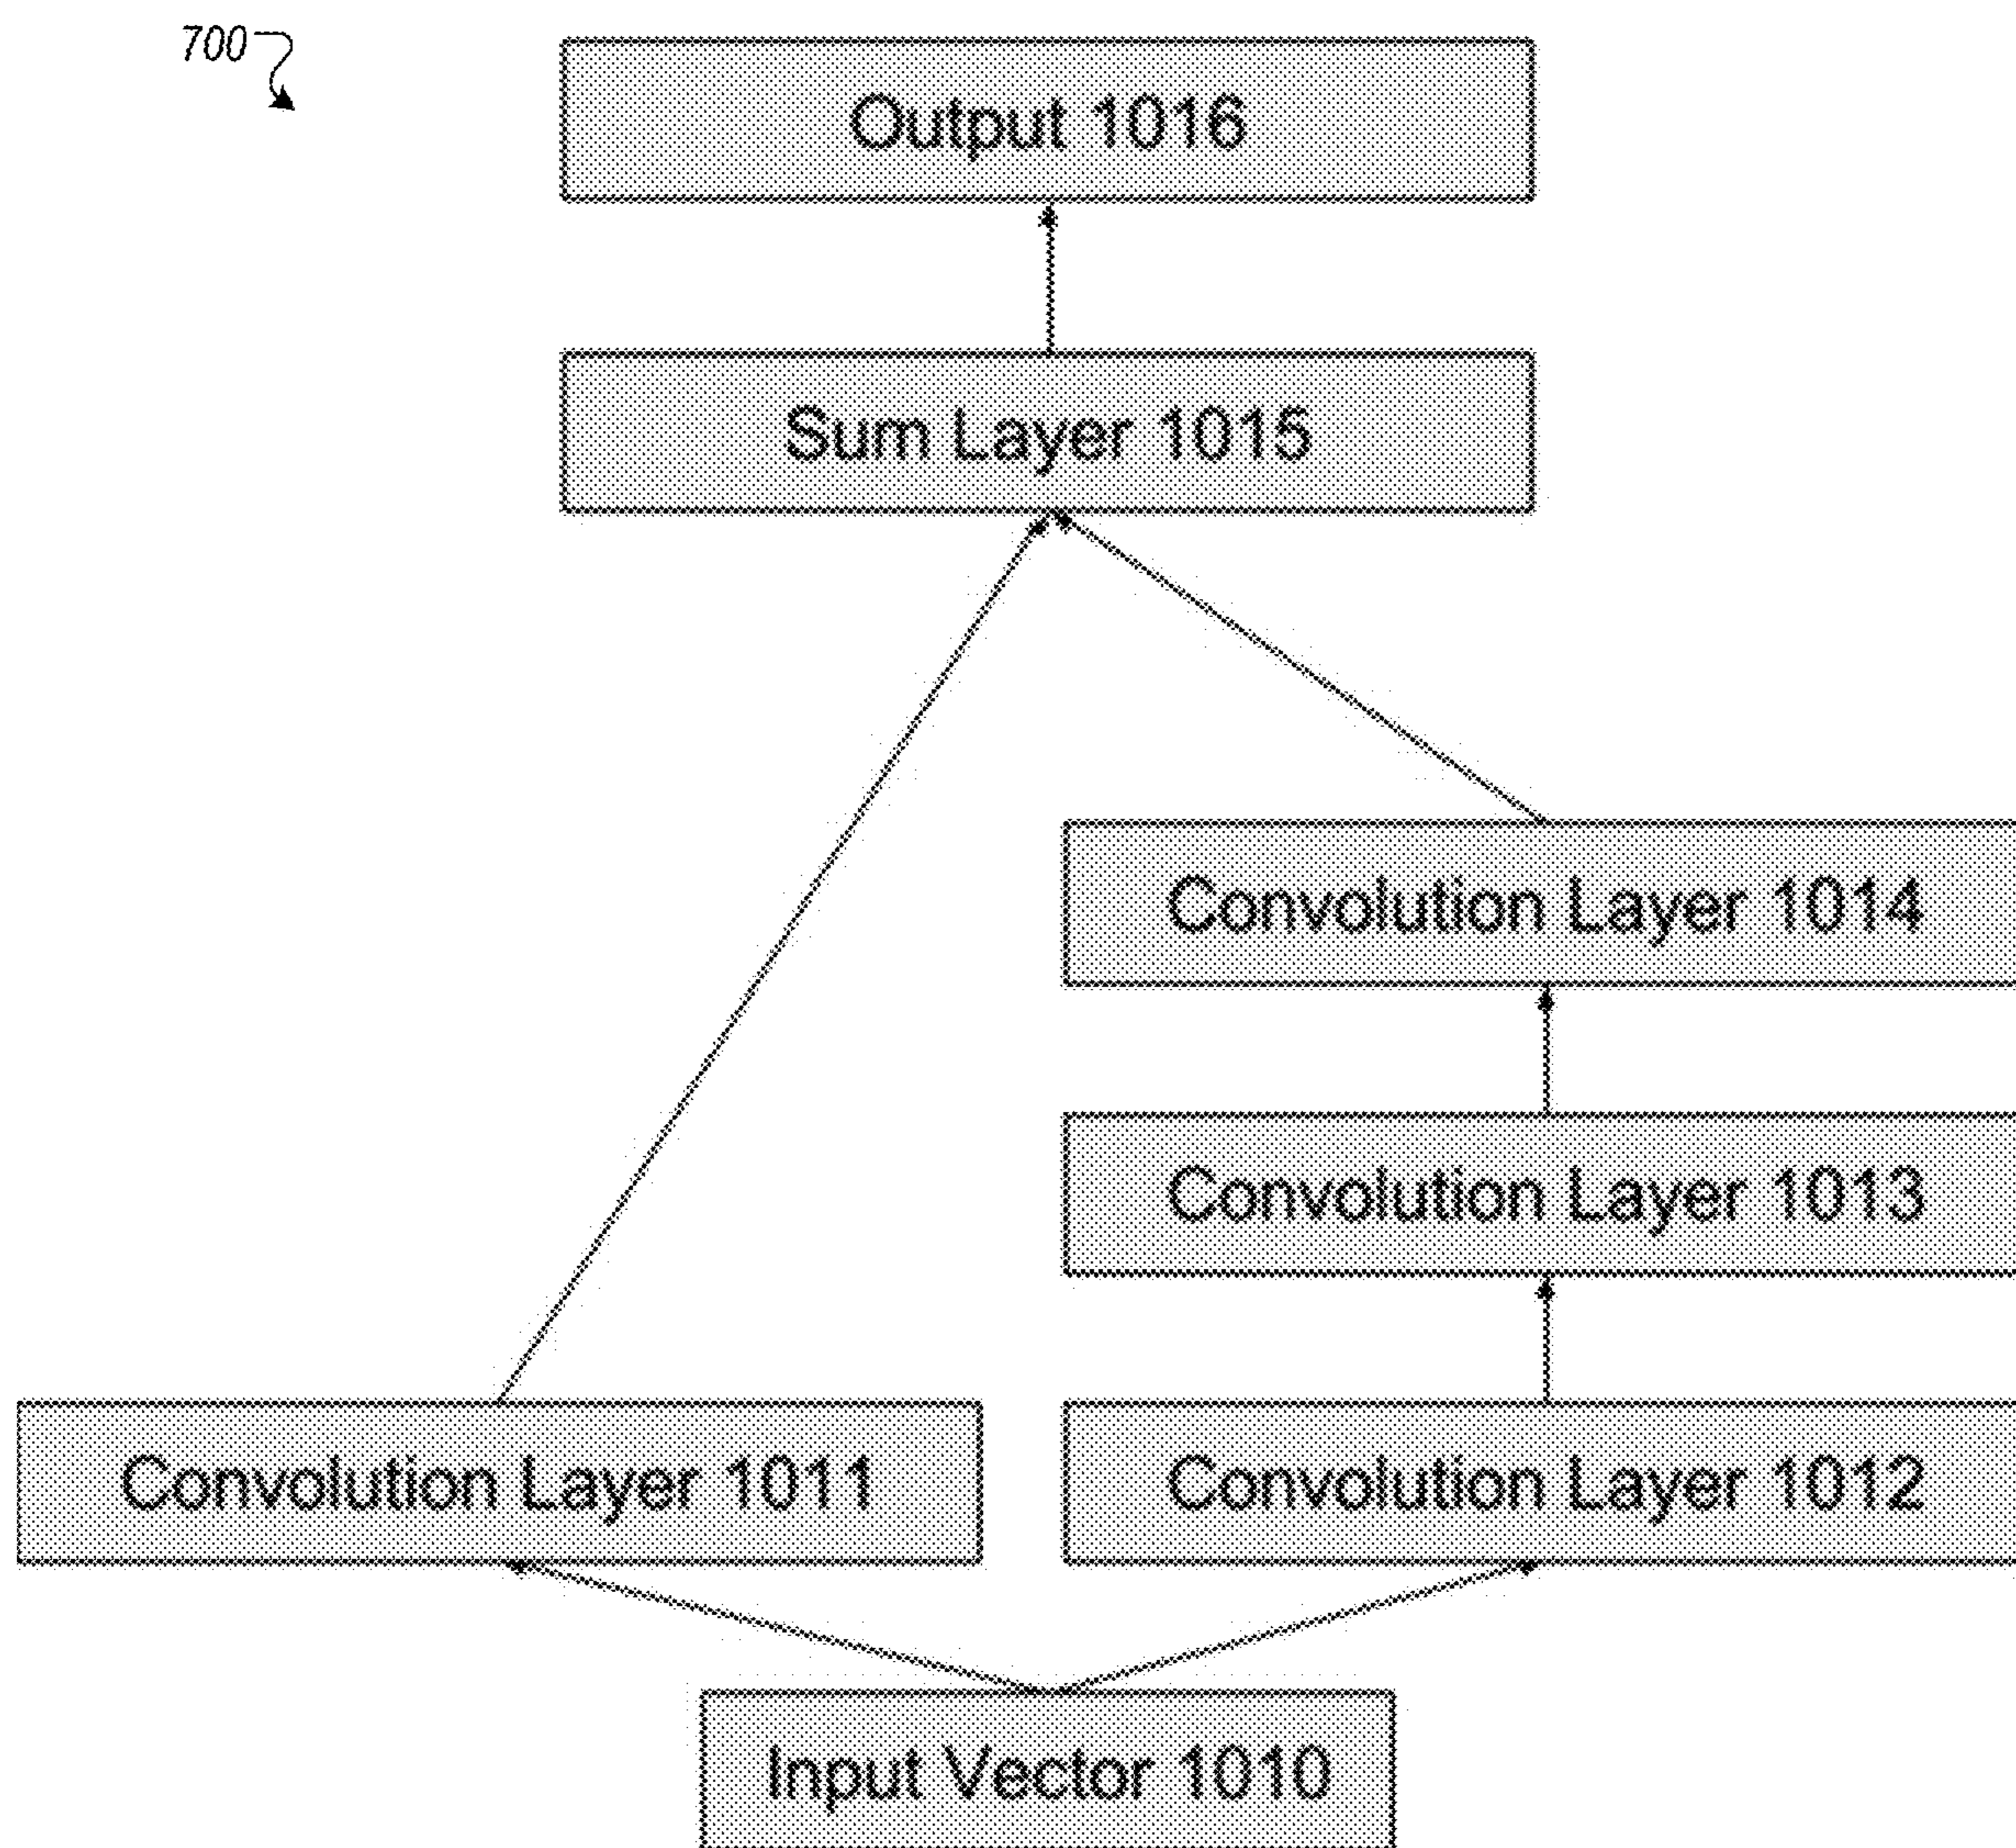 700
Output 1016
Sum Layer 1015
Convolution Layer 1014
Convolution Layer 1013
Convolution Layer 1011
Convolution Layer 1012
Input Vector 1010